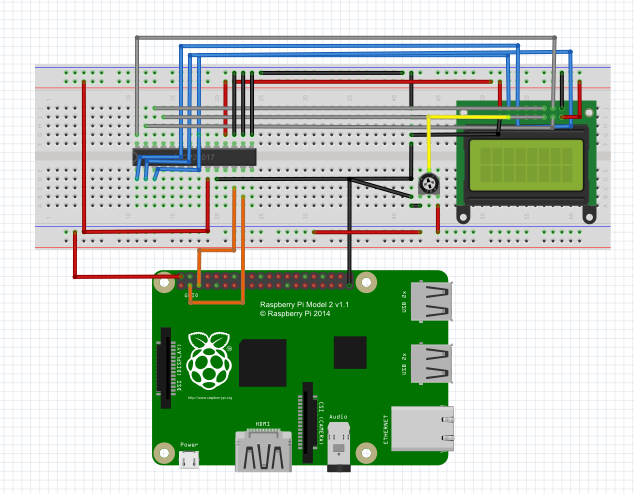 017
GPIO
Raspberry Pi Model 2 v1.1
© Raspberry Pi 2014
USB 2x
DSI (DISPLAY)
http://www.raspberrypi.org
USB 2x
CSI (CAMERA)
Audio
ETHERNET
HDMI
Power